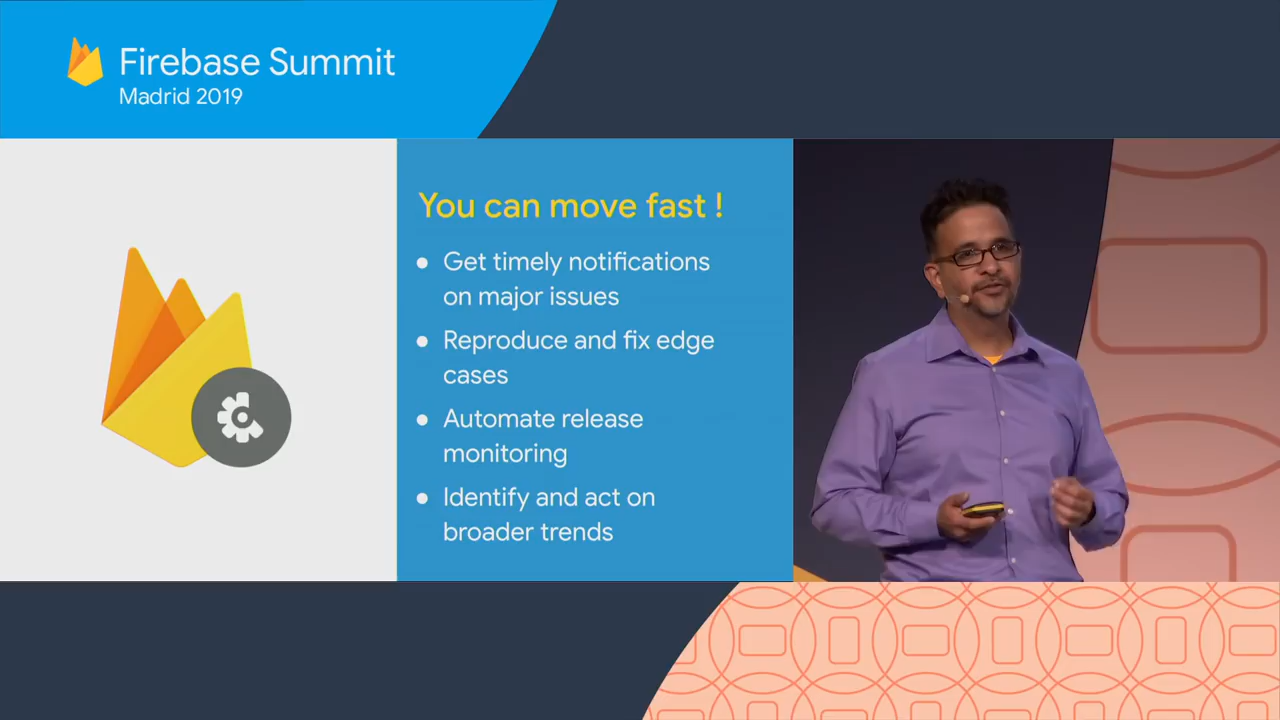 Firebase Summit
Madrid 2019
You can move fast !
● Get timely notifications
on major issues
● Reproduce and fix edge
cases
● Automate release
monitoring
● Identify and act on
broader trends